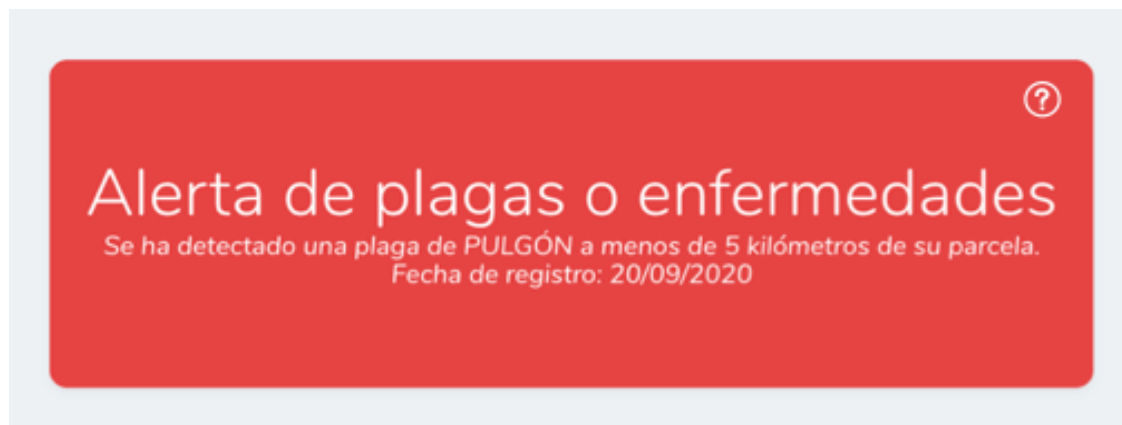 ?
Alerta de plagas o enfermedades
Se ha detectado una plaga de PULGÓN a menos de 5 kilómetros de su parcela.
Fecha de registro: 20/09/2020